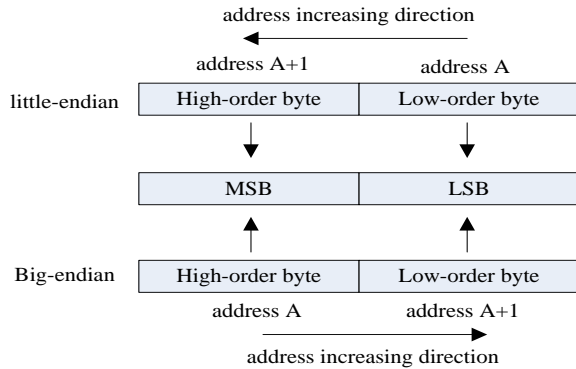 address increasing direction
address A+1 address A
little-endian High-order byte Low-order byte
MSB LSB
Big-endian High-order byte Low-order byte
address A address A+1
address increasing direction